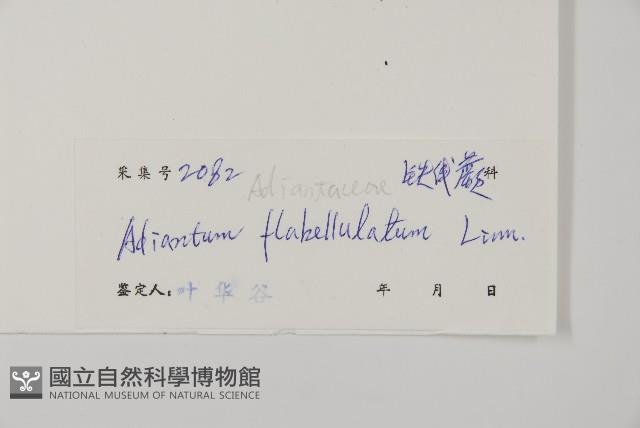 采集号 2082 Adiantaceae 铁线蕨科
Adiantum flabellulatum Linn.
鉴定人: 叶华谷 年 月 日
國立自然科學博物館
NATIONAL MUSEUM OF NATURAL SCIENCE